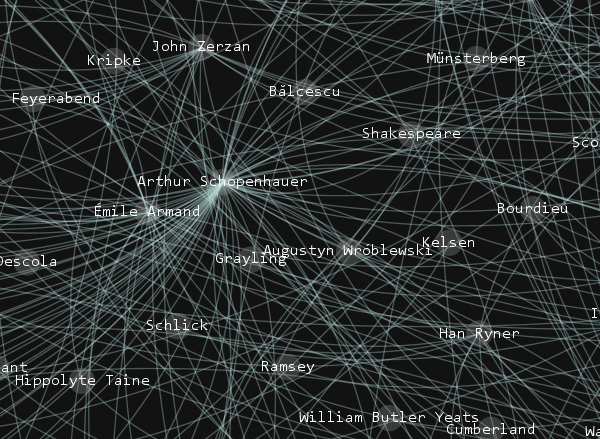 John Zerzan
Kripke
Münsterberg
Bălcescu
Feyerabend
Shakespeare
Sco
Arthur Schopenhauer
Émile Armand
Bourdieu
Kelsen
Augustyn Wróblewski
Grayling
Descola
I
Schlick
Han Ryner
Ramsey
ant
Hippolyte Taine
William Butler Yeats
Cumberland
Wa